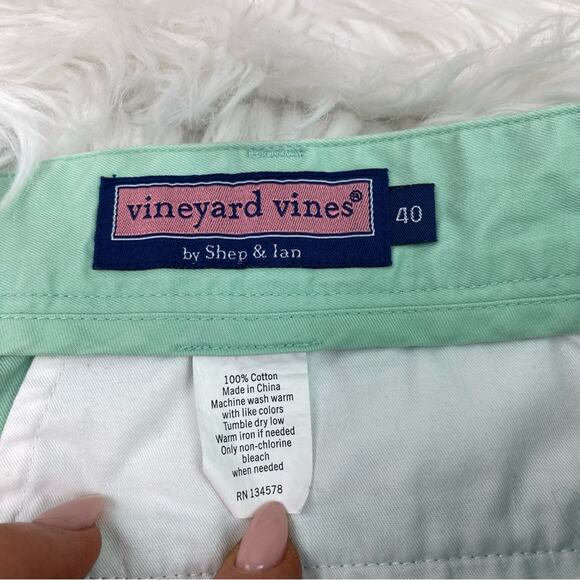 vineyard vines®
by Shep & Ian
40
100% Cotton
Made in China
Machine wash warm
with like colors
Tumble dry low
Warm iron if needed
Only non-chlorine
bleach
when needed
RN 134578